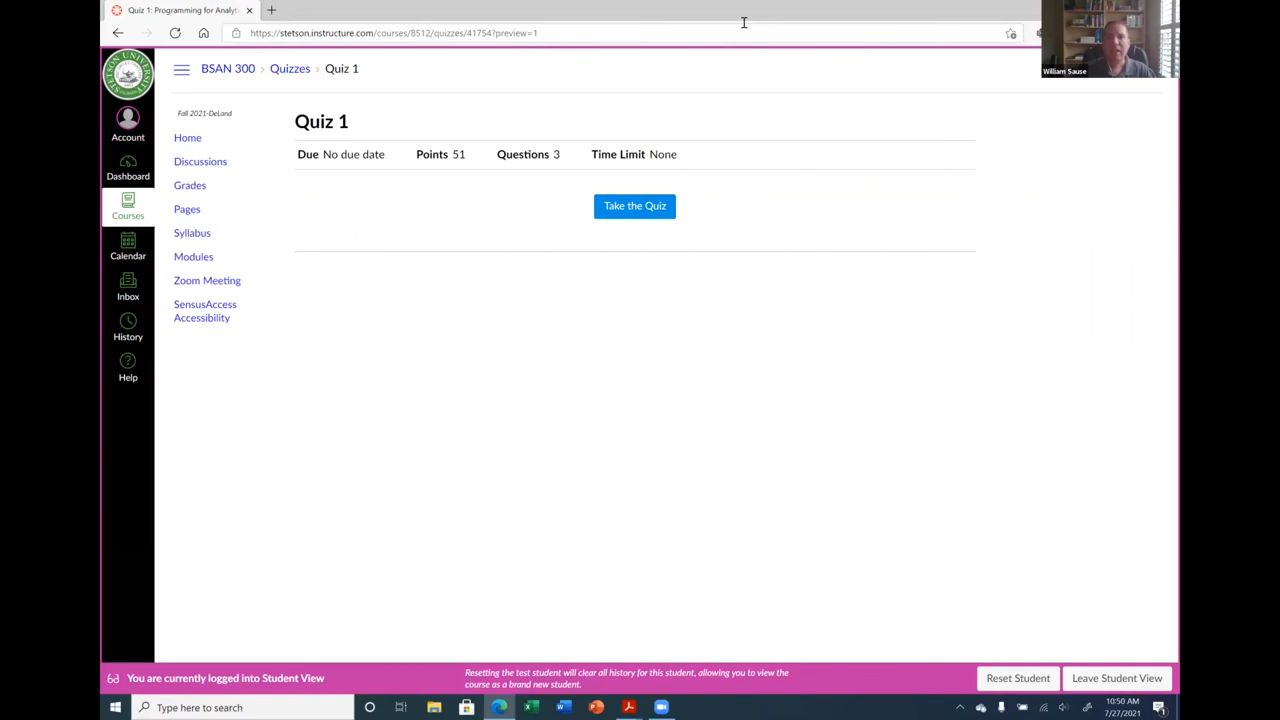 Quiz 1: Programming for Analyt
https://stetson.instructure.com/courses/8512/quizzes/41754?preview=1
William Sause
STETSON UNIVERSITY
BSAN 300 > Quizzes > Quiz 1
Account
Dashboard
Courses
Calendar
Inbox
History
Help
Fall 2021-DeLand
Home
Discussions
Grades
Pages
Syllabus
Modules
Zoom Meeting
SensusAccess
Accessibility
Quiz 1
Due No due date Points 51 Questions 3 Time Limit None
Take the Quiz
You are currently logged into Student View
Resetting the test student will clear all history for this student, allowing you to view the
course as a brand new student.
Reset Student
Leave Student View
Type here to search
10:50 AM
7/27/2021